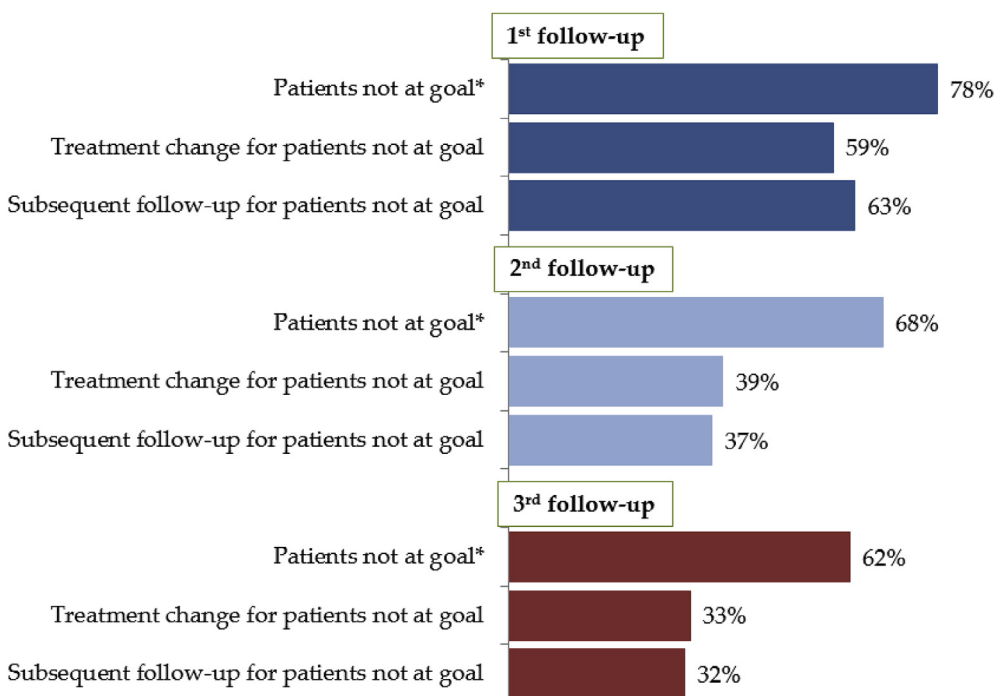 1st follow-up
Patients not at goal* 78%
Treatment change for patients not at goal 59%
Subsequent follow-up for patients not at goal 63%
2nd follow-up
Patients not at goal* 68%
Treatment change for patients not at goal 39%
Subsequent follow-up for patients not at goal 37%
3rd follow-up
Patients not at goal* 62%
Treatment change for patients not at goal 33%
Subsequent follow-up for patients not at goal 32%